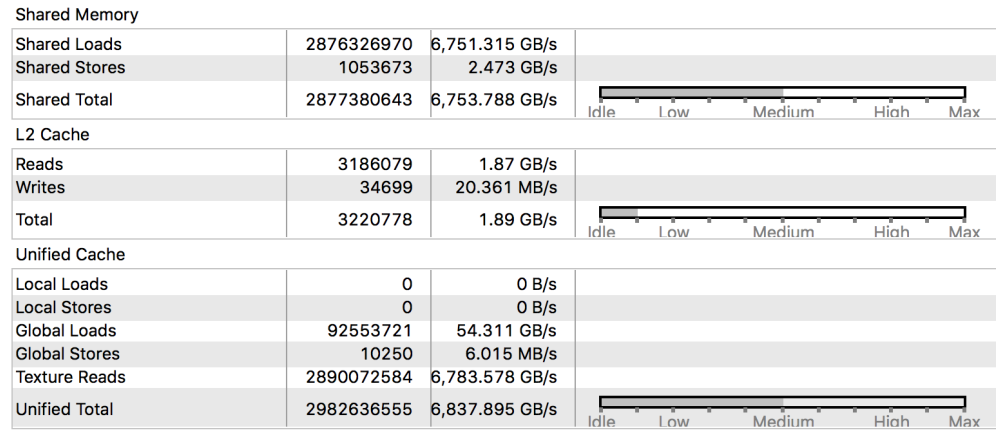 Shared Memory
Shared Loads 2876326970 6,751.315 GB/s
Shared Stores 1053673 2.473 GB/s
Shared Total 2877380643 6,753.788 GB/s
Idle Low Medium High Max
L2 Cache
Reads 3186079 1.87 GB/s
Writes 34699 20.361 MB/s
Total 3220778 1.89 GB/s
Idle Low Medium High Max
Unified Cache
Local Loads 0 0 B/s
Local Stores 0 0 B/s
Global Loads 92553721 54.311 GB/s
Global Stores 10250 6.015 MB/s
Texture Reads 2890072584 6,783.578 GB/s
Unified Total 2982636555 6,837.895 GB/s
Idle Low Medium High Max